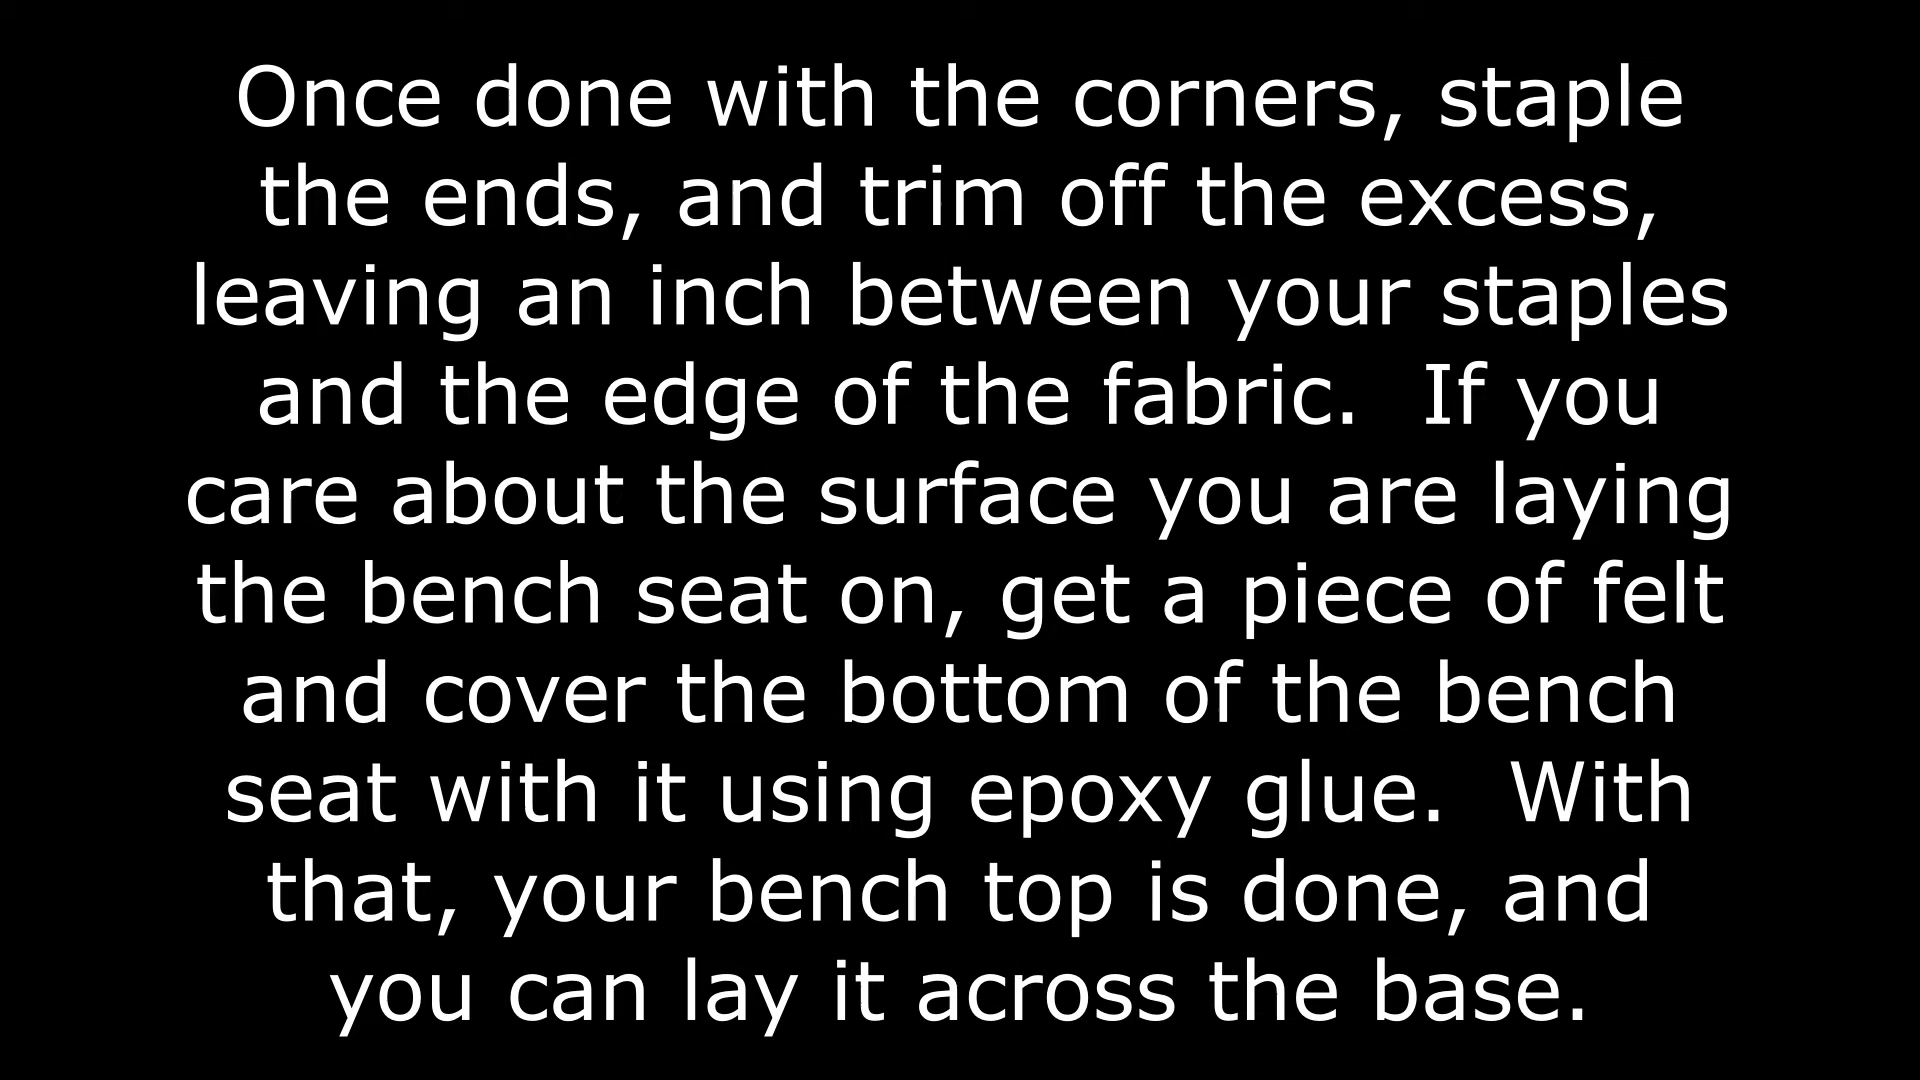 Once done with the corners, staple
the ends, and trim off the excess,
leaving an inch between your staples
and the edge of the fabric.  If you
care about the surface you are laying
the bench seat on, get a piece of felt
and cover the bottom of the bench
seat with it using epoxy glue.  With
that, your bench top is done, and
you can lay it across the base.